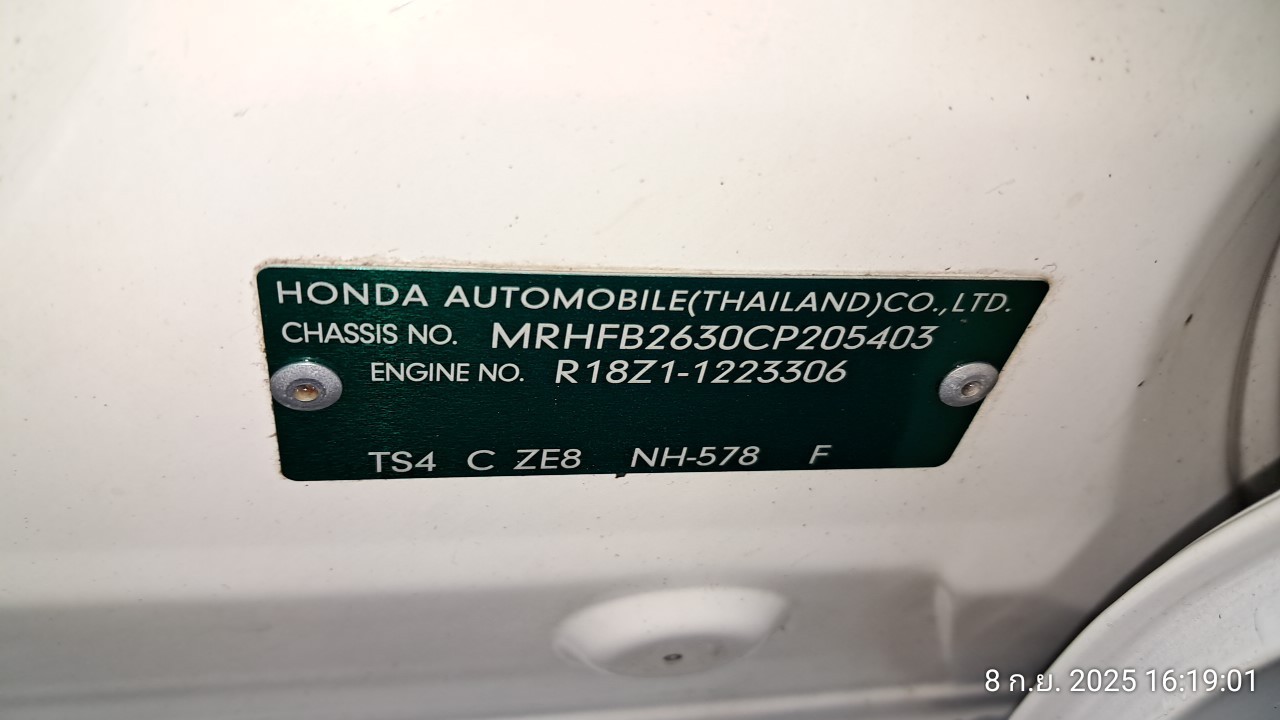 HONDA AUTOMOBILE(THAILAND)CO.,LTD.
CHASSIS NO. MRHFB2630CP205403
ENGINE NO. R18Z1-1223306
TS4 C ZE8 NH-578 F
8 ก.ย. 2025 16:19:01